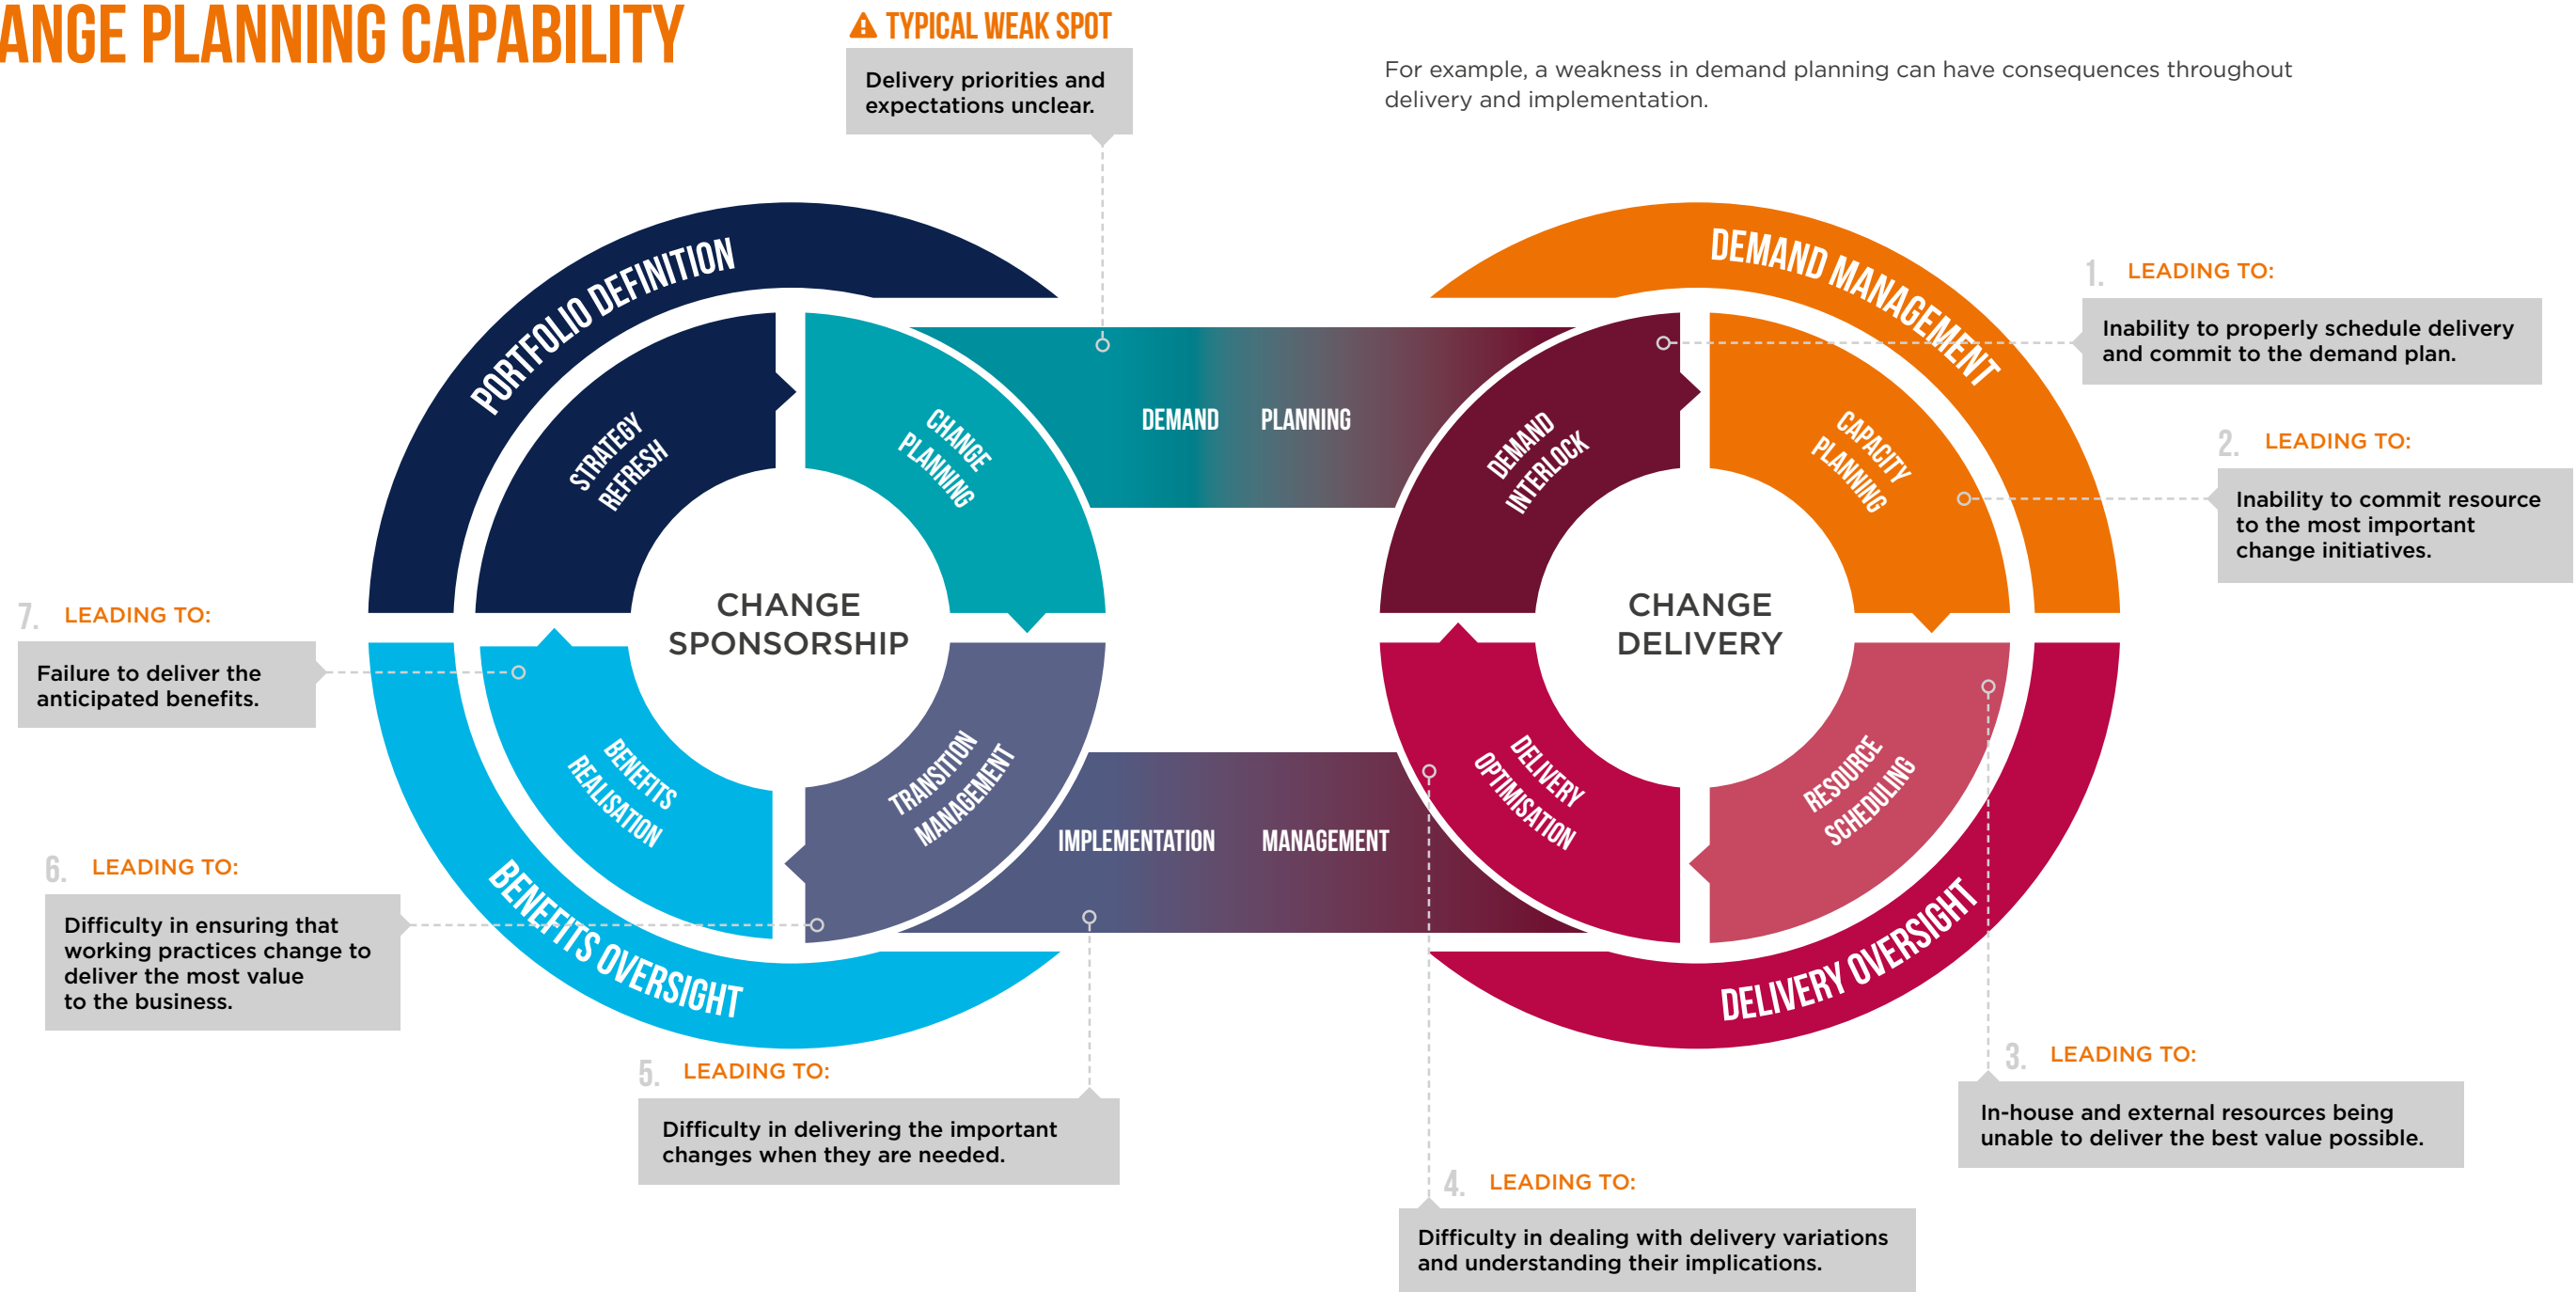 ANGE PLANNING CAPABILITY
TYPICAL WEAK SPOT
Delivery priorities and
expectations unclear.
For example, a weakness in demand planning can have consequences throughout
delivery and implementation.
PORTFOLIO DEFINITION
STRATEGY
REFRESH
CHANGE
PLANNING
DEMAND PLANNING
DEMAND
INTERLOCK
CAPACITY
PLANNING
DEMAND MANAGEMENT
1. LEADING TO:
Inability to properly schedule delivery
and commit to the demand plan.
2. LEADING TO:
Inability to commit resource
to the most important
change initiatives.
CHANGE
SPONSORSHIP
CHANGE
DELIVERY
7. LEADING TO:
Failure to deliver the
anticipated benefits.
BENEFITS
REALISATION
TRANSITION
MANAGEMENT
IMPLEMENTATION MANAGEMENT
DELIVERY
OPTIMISATION
RESOURCE
SCHEDULING
6. LEADING TO:
Difficulty in ensuring that
working practices change to
deliver the most value
to the business.
BENEFITS OVERSIGHT
DELIVERY OVERSIGHT
5. LEADING TO:
Difficulty in delivering the important
changes when they are needed.
3. LEADING TO:
In-house and external resources being
unable to deliver the best value possible.
4. LEADING TO:
Difficulty in dealing with delivery variations
and understanding their implications.